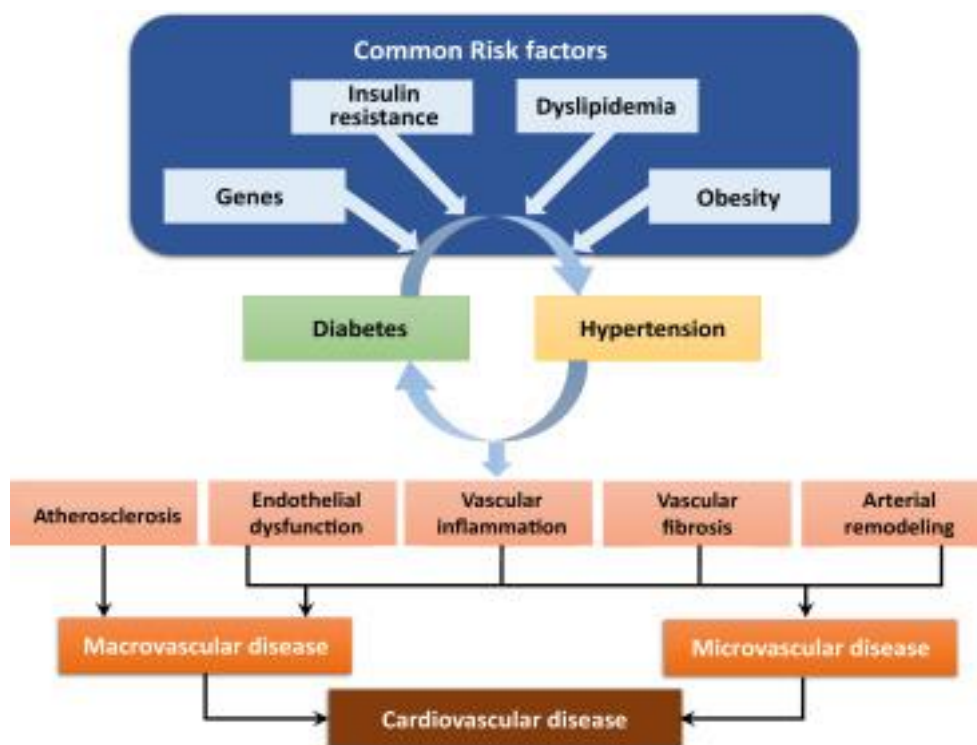 Common Risk factors
Insulin
resistance
Dyslipidemia
Genes
Obesity
Diabetes
Hypertension
Atherosclerosis
Endothelial
dysfunction
Vascular
inflammation
Vascular
fibrosis
Arterial
remodeling
Macrovascular disease
Microvascular disease
Cardiovascular disease